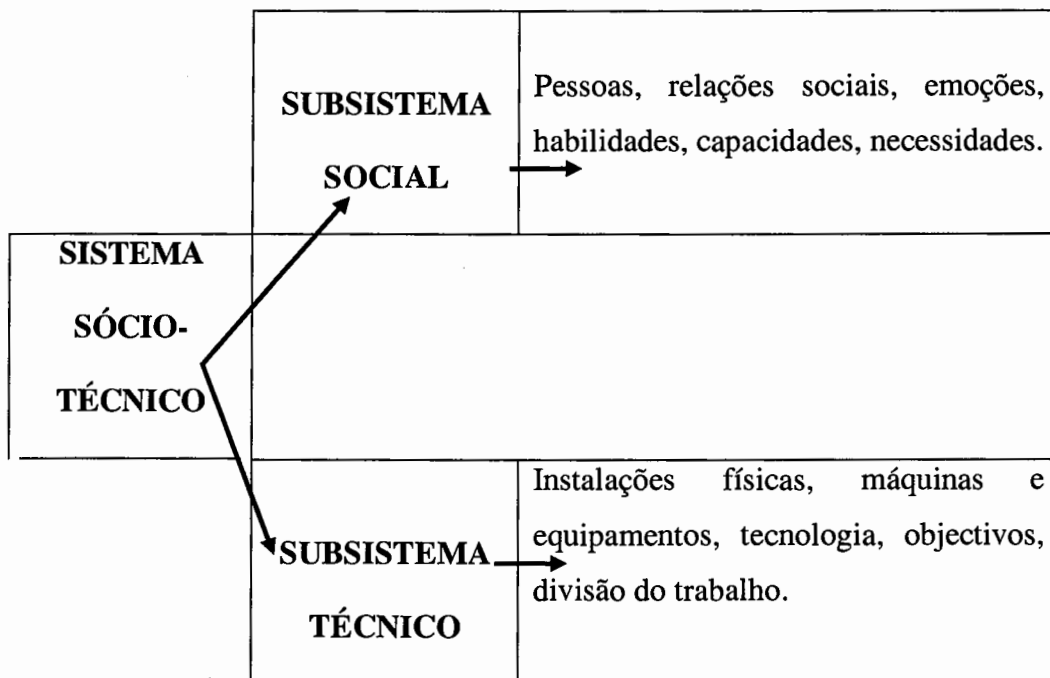 SUBSISTEMA
SOCIAL
Pessoas, relações sociais, emoções,
habilidades, capacidades, necessidades.
SISTEMA
SÓCIO-
TÉCNICO
SUBSISTEMA
TÉCNICO
Instalações físicas, máquinas e
equipamentos, tecnologia, objectivos,
divisão do trabalho.